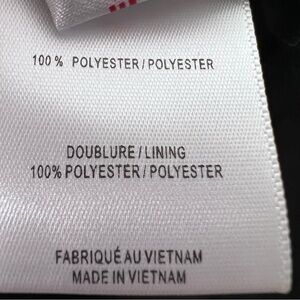 100% POLYESTER/POLYESTER
DOUBLURE/LINING
100% POLYESTER/POLYESTER
FABRIQUÉ AU VIETNAM
MADE IN VIETNAM